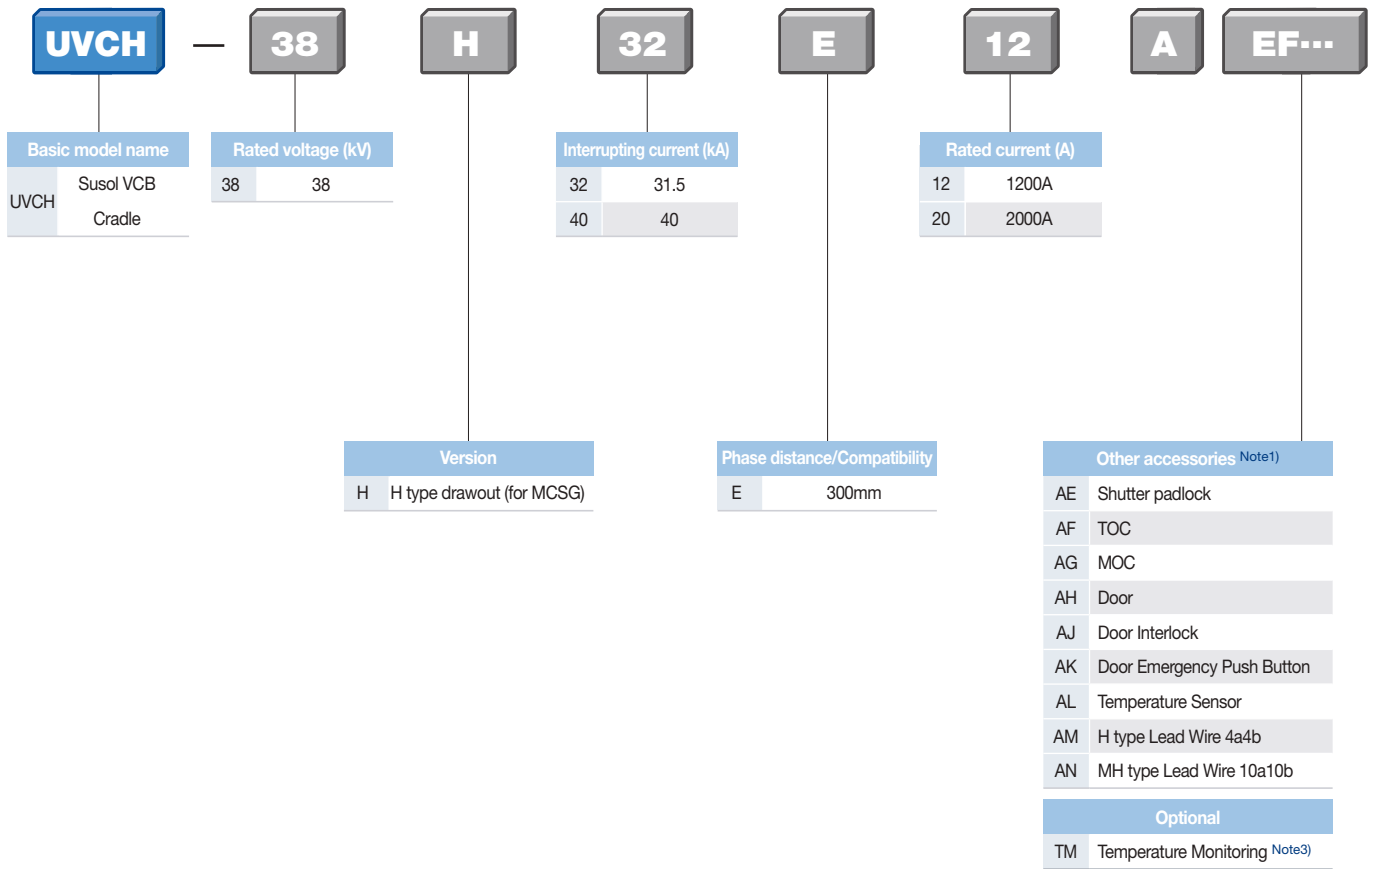 UVCH — 38 H 32 E 12 A EF···
Basic model name
UVCH Susol VCB
Cradle
Rated voltage (kV)
38 38
Interrupting current (kA)
32 31.5
40 40
Rated current (A)
12 1200A
20 2000A
Version
H H type drawout (for MCSG)
Phase distance/Compatibility
E 300mm
Other accessories Note1)
AE Shutter padlock
AF TOC
AG MOC
AH Door
AJ Door Interlock
AK Door Emergency Push Button
AL Temperature Sensor
AM H type Lead Wire 4a4b
AN MH type Lead Wire 10a10b
Optional
TM Temperature Monitoring Note3)